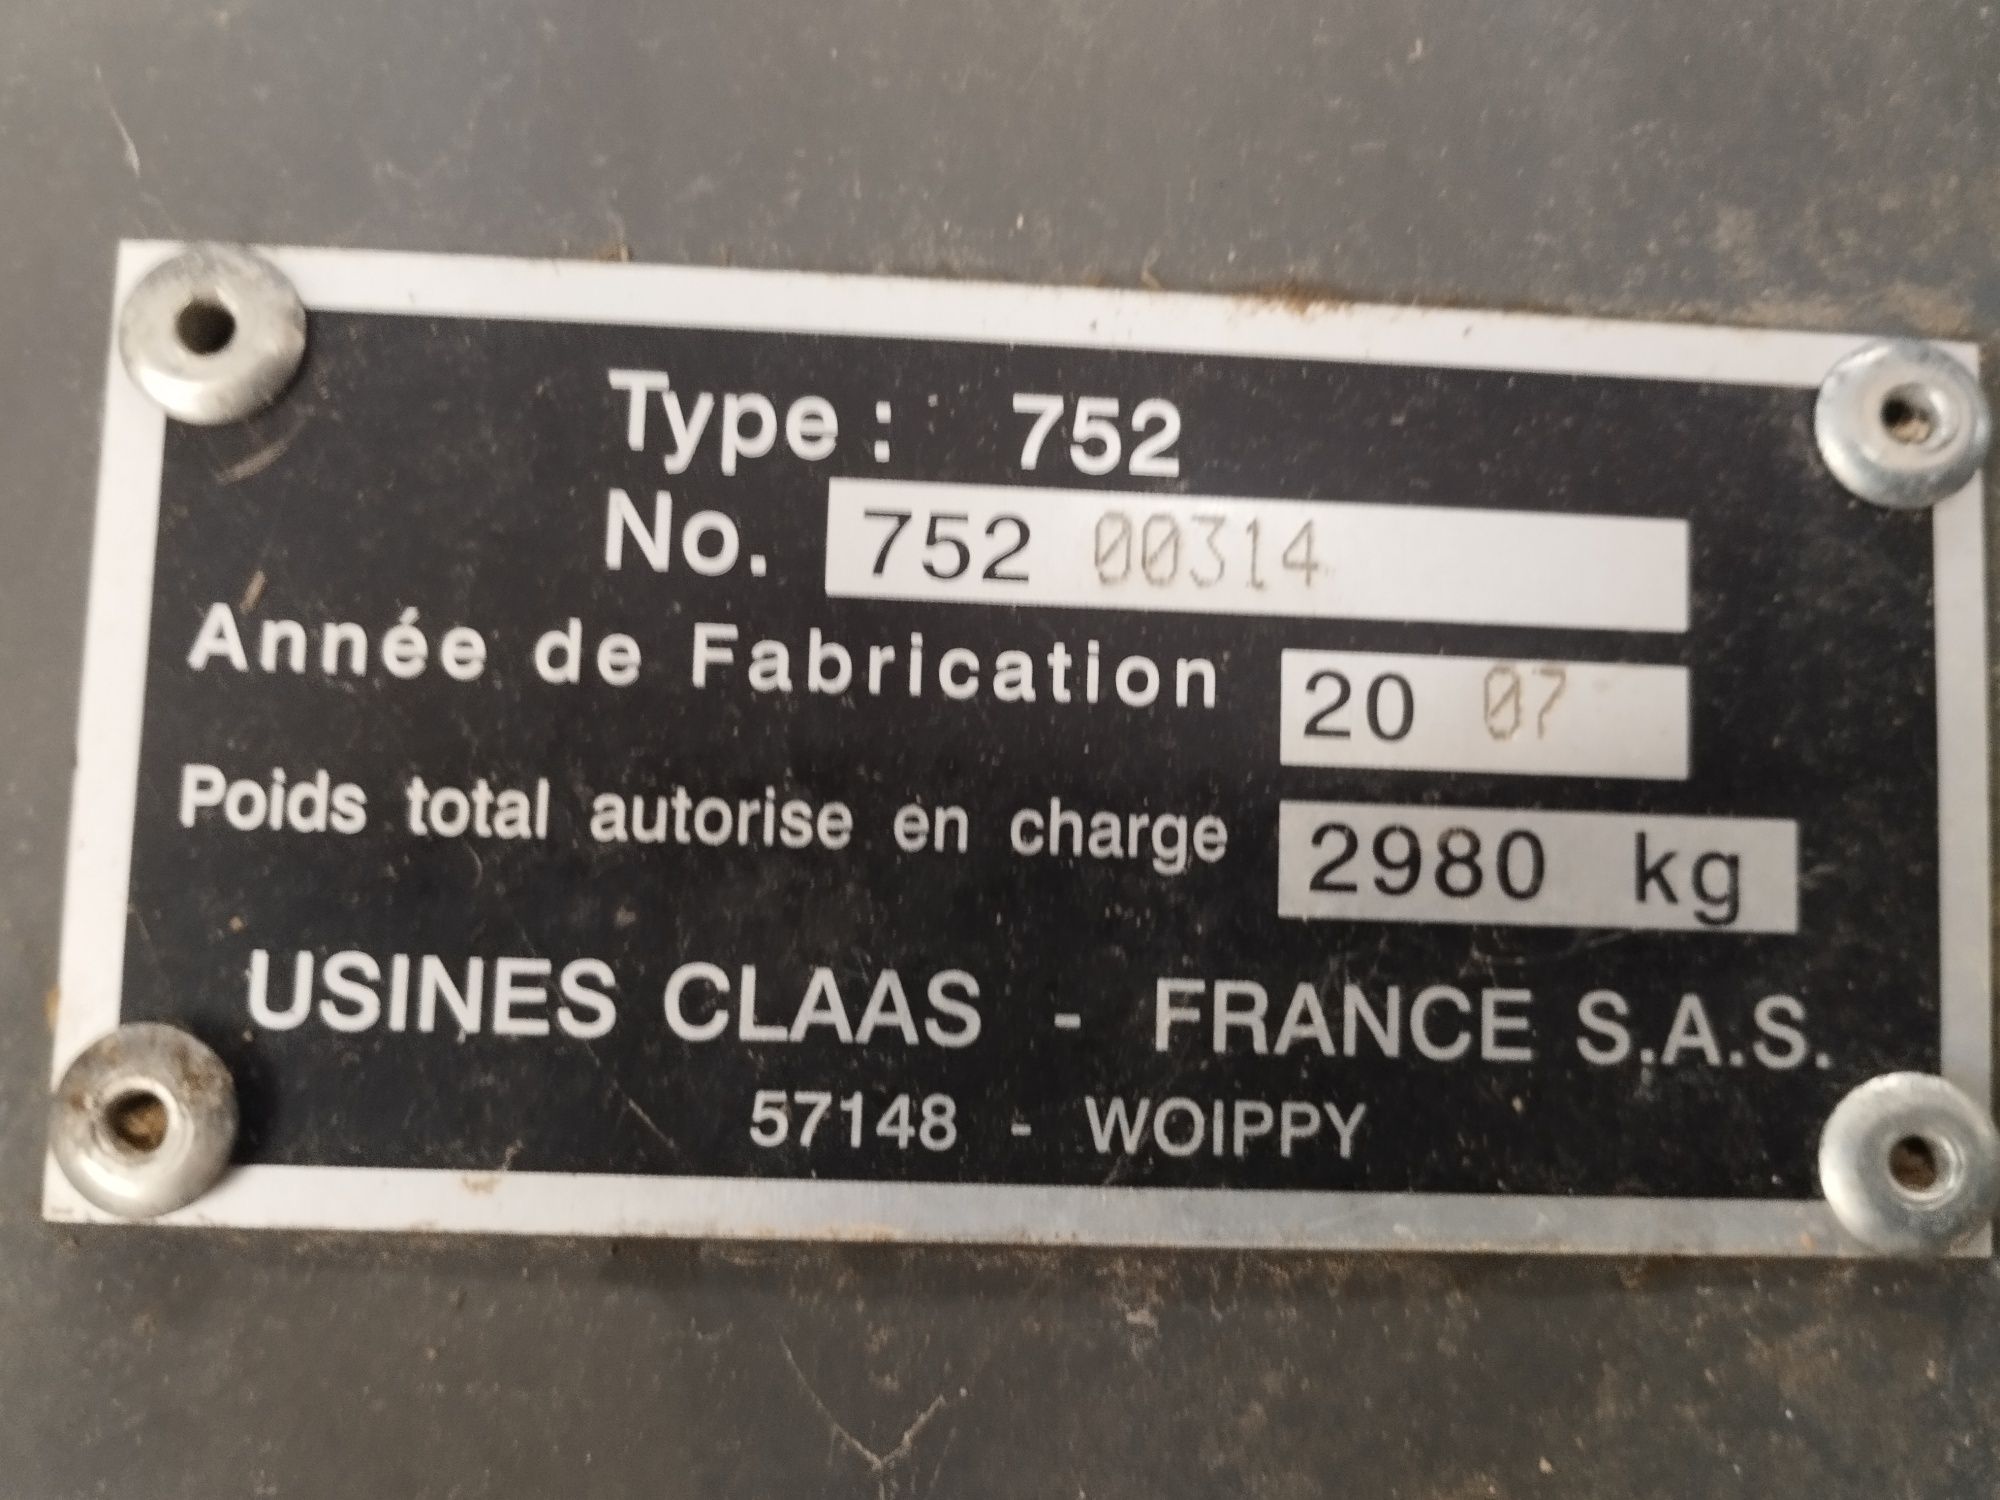 Type : 752
No. 752 00314
Année de Fabrication 20 07
Poids total autorise en charge 2980 kg
USINES CLAAS - FRANCE S.A.S.
57148 - WOIPPY